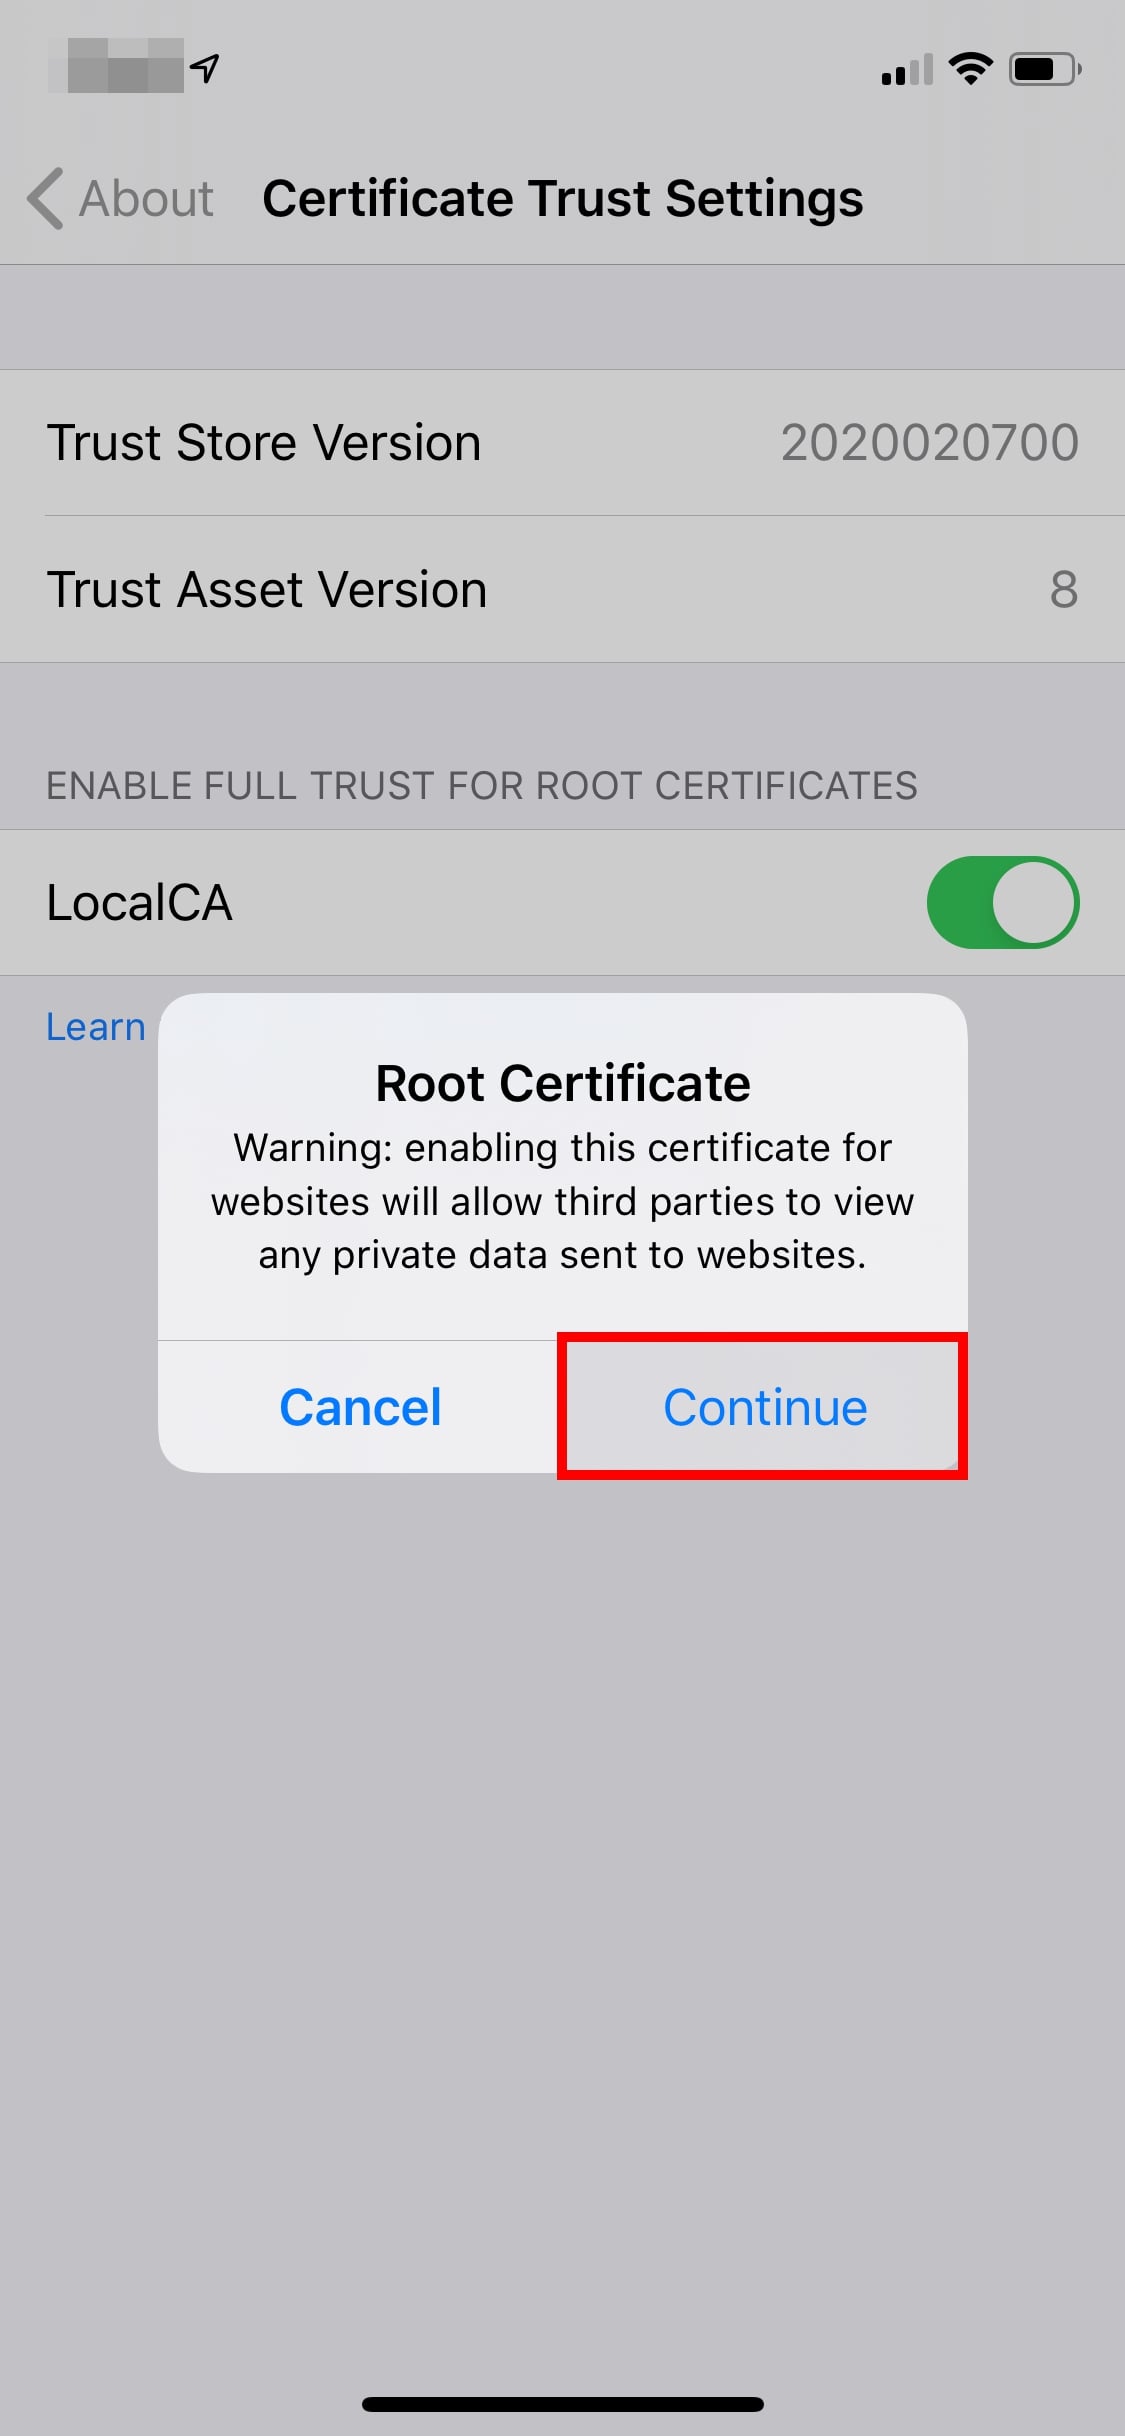 About Certificate Trust Settings
Trust Store Version 2020020700
Trust Asset Version 8
ENABLE FULL TRUST FOR ROOT CERTIFICATES
LocalCA
Learn
Root Certificate
Warning: enabling this certificate for
websites will allow third parties to view
any private data sent to websites.
Cancel Continue